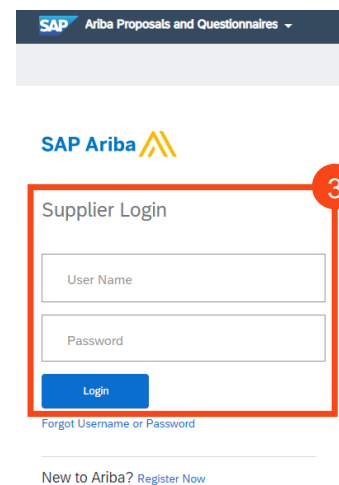 SAP Ariba Proposals and Questionnaires
SAP Ariba
3
Supplier Login
User Name
Password
Login
Forgot Username or Password
New to Ariba? Register Now